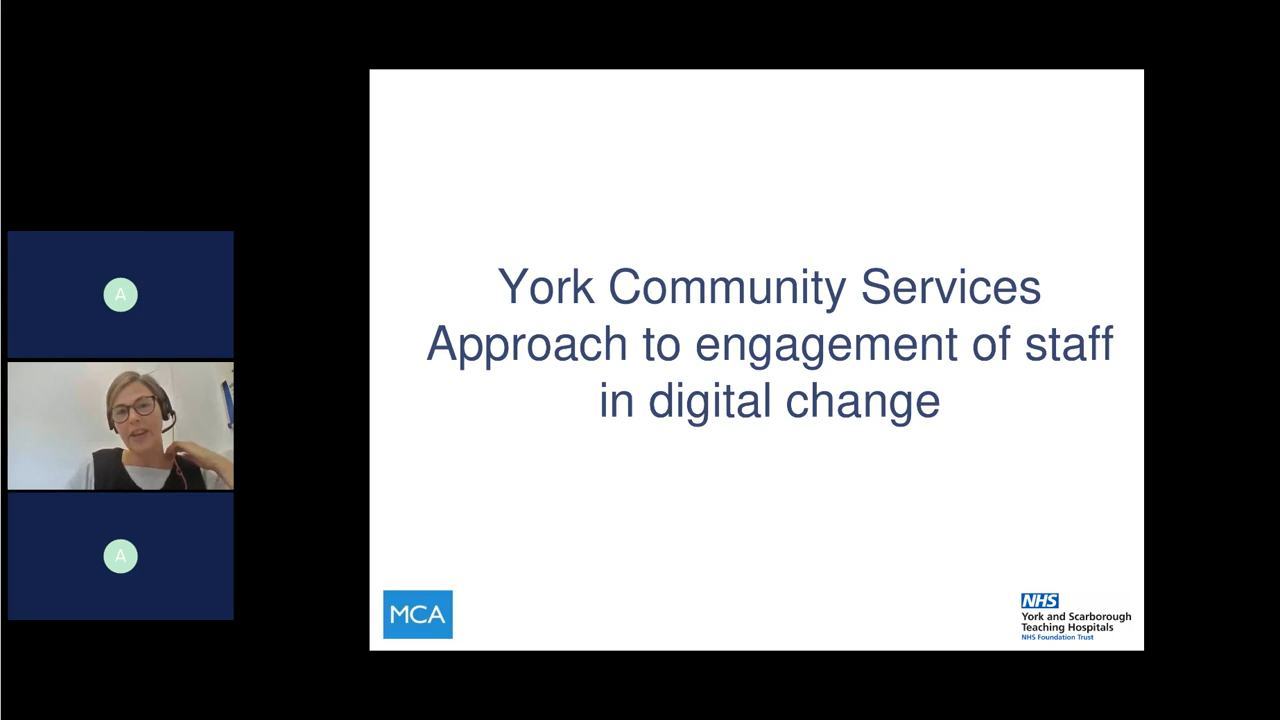 A
A
York Community Services
Approach to engagement of staff
in digital change
MCA
NHS
York and Scarborough
Teaching Hospitals
NHS Foundation Trust